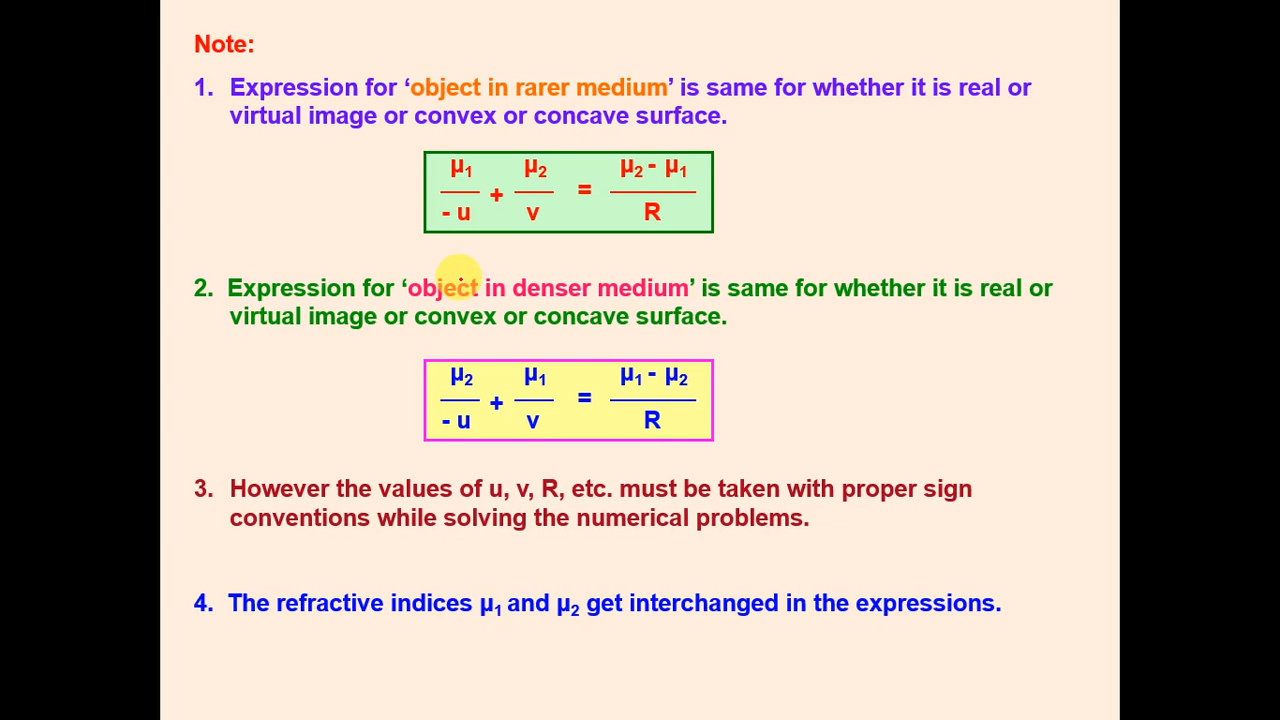 Note:
1. Expression for ‘object in rarer medium’ is same for whether it is real or
virtual image or convex or concave surface.
µ₁ µ₂ µ₂ - µ₁
+ =
- u v R
2. Expression for ‘object in denser medium’ is same for whether it is real or
virtual image or convex or concave surface.
µ₂ µ₁ µ₁ - µ₂
+ =
- u v R
3. However the values of u, v, R, etc. must be taken with proper sign
conventions while solving the numerical problems.
4. The refractive indices µ₁ and µ₂ get interchanged in the expressions.